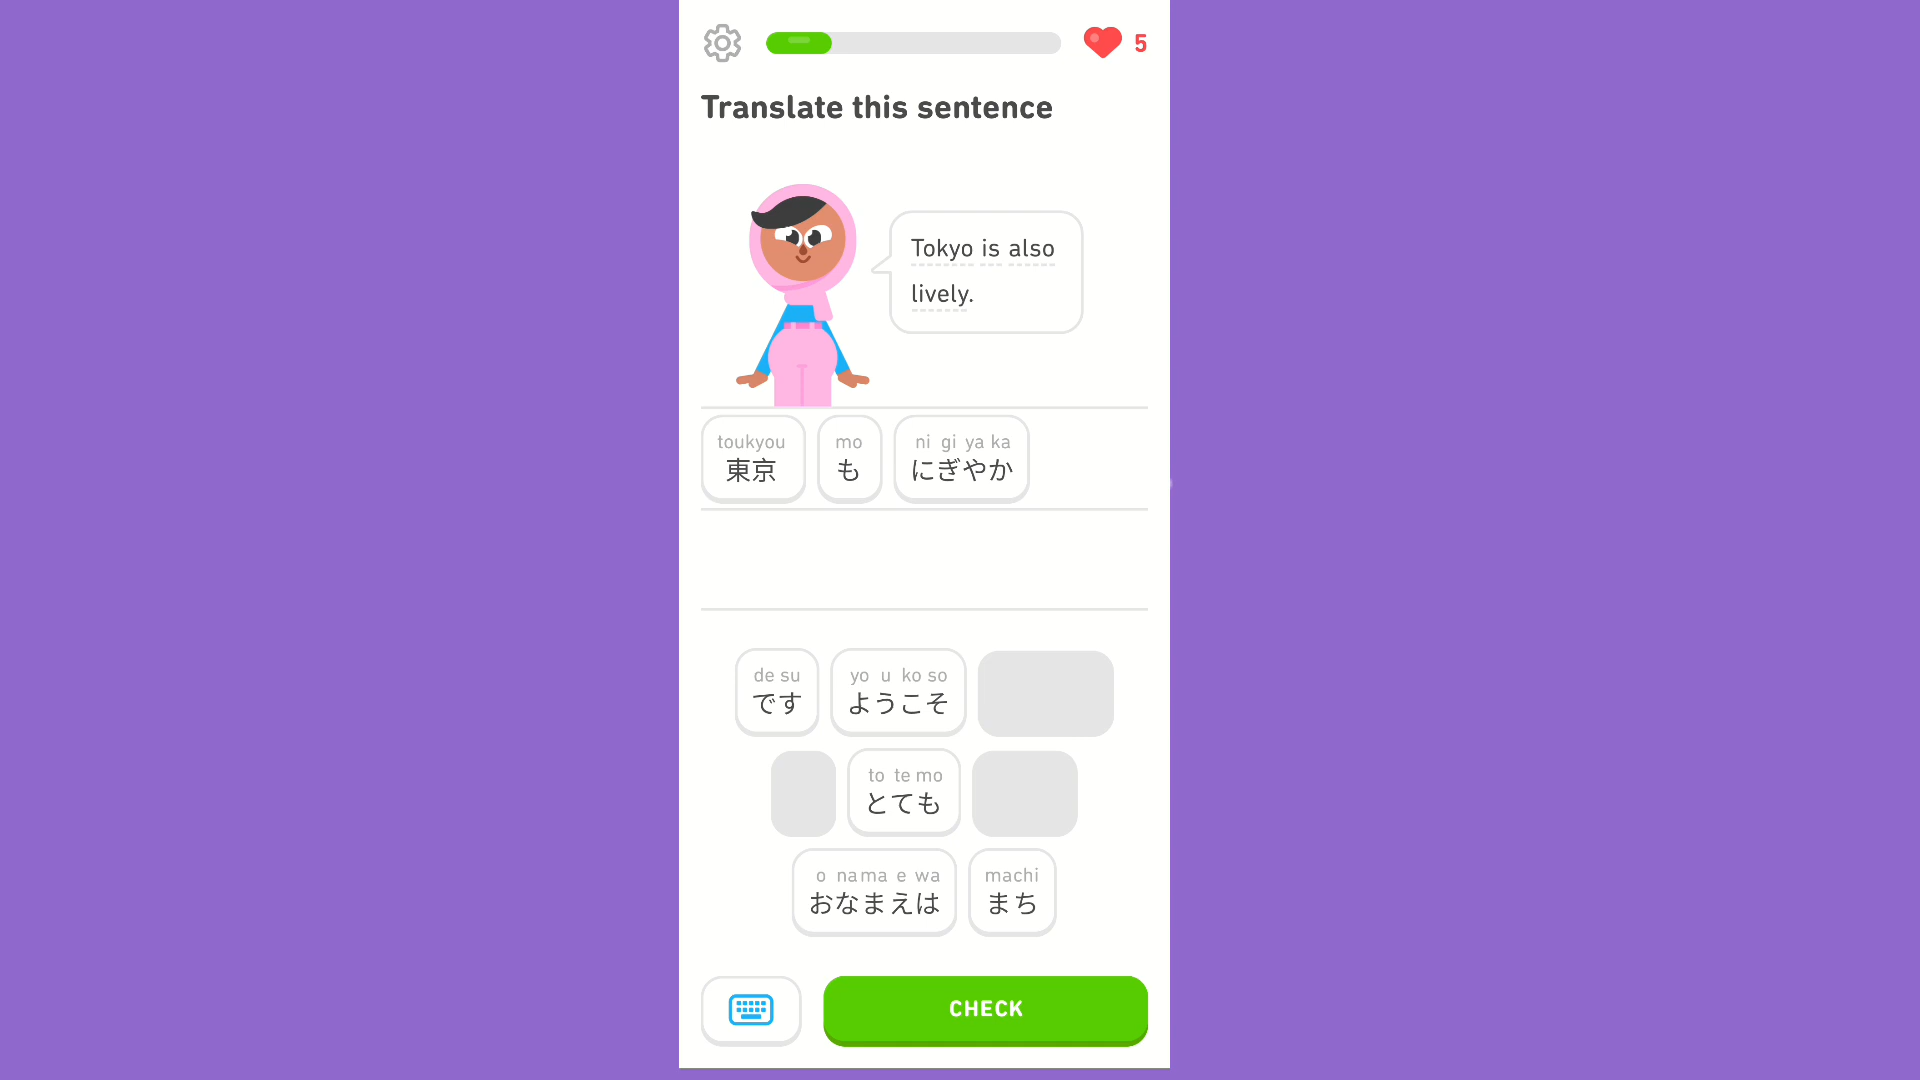 5
Translate this sentence
Tokyo is also
lively.
toukyou mo ni gi ya ka
東京 も にぎやか
de su yo u ko so
です ようこそ
to te mo
とても
o na ma e wa machi
おなまえは まち
CHECK